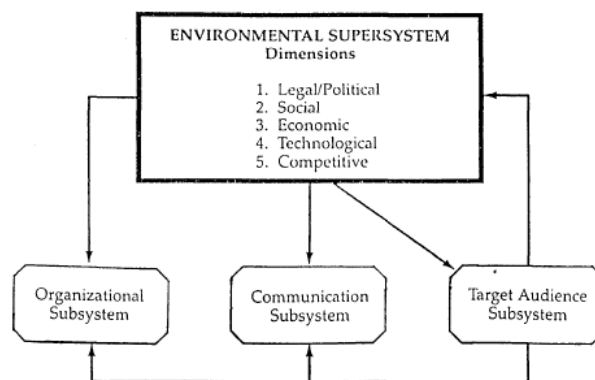 ENVIRONMENTAL SUPERSYSTEM
Dimensions
1. Legal/Political
2. Social
3. Economic
4. Technological
5. Competitive
Organizational
Subsystem
Communication
Subsystem
Target Audience
Subsystem